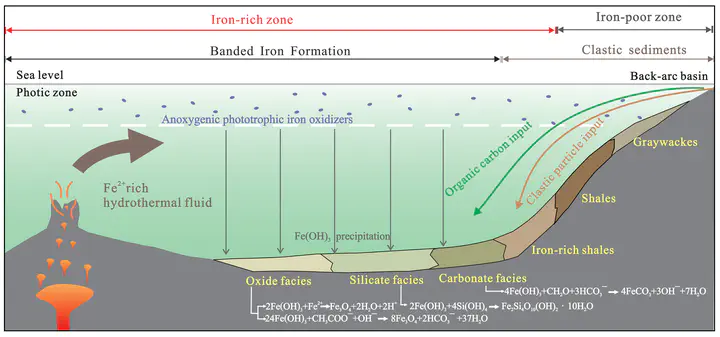 Iron-rich zone
Iron-poor zone
Banded Iron Formation
Clastic sediments
Sea level
Back-arc basin
Photic zone
Anoxygenic phototrophic iron oxidizers
Organic carbon input
Clastic particle input
Graywackes
Fe²⁺rich
hydrothermal fluid
Shales
Fe(OH)₃ precipitation
Iron-rich shales
Oxide facies
Silicate facies
Carbonate facies
4Fe(OH)₃+CH₂O+3HCO₃⁻→4FeCO₃+3OH⁻+7H₂O
2Fe(OH)₃+Fe²⁺→Fe₃O₄+2H₂O+2H⁺
2Fe(OH)₃+4Si(OH)₄→Fe₃Si₄O₁₀(OH)₂·10H₂O
24Fe(OH)₃+CH₃COO⁻+OH⁻→8Fe₃O₄+2HCO₃⁻+37H₂O